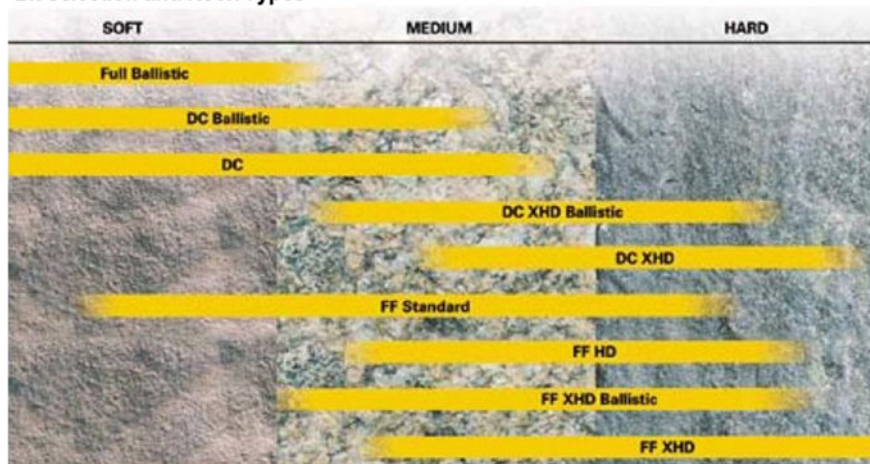 SOFT MEDIUM HARD
Full Ballistic
DC Ballistic
DC
DC XHD Ballistic
DC XHD
FF Standard
FF HD
FF XHD Ballistic
FF XHD